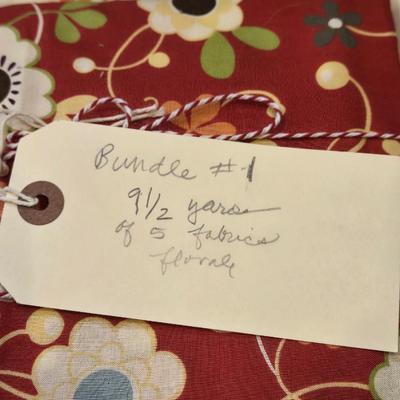 Bundle #1
9 1/2 yards
of 5 fabrics
florals